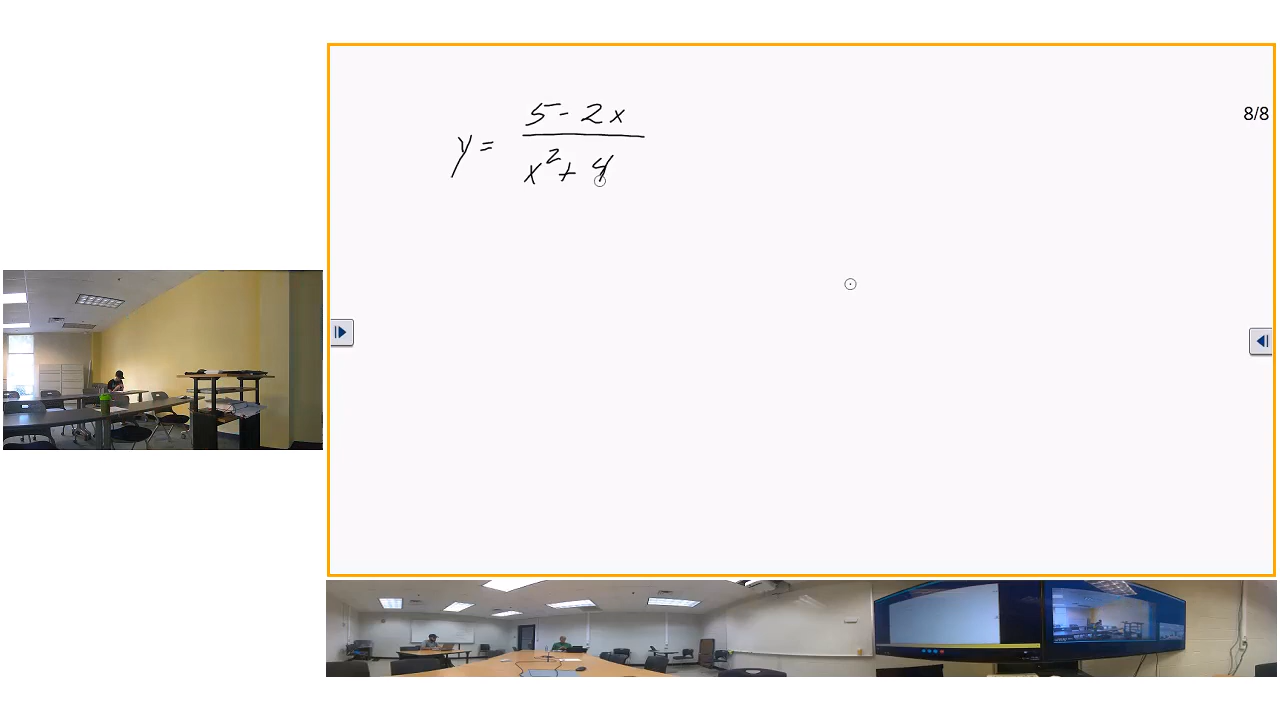 y = (5 - 2x)/(x² + 4)
8/8